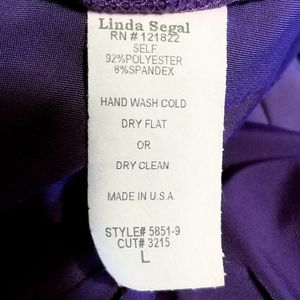 Linda Segal
RN # 121822
SELF
92%POLYESTER
8%SPANDEX
HAND WASH COLD
DRY FLAT
OR
DRY CLEAN
MADE IN U.S.A.
STYLE# 5851-9
CUT# 3215
L